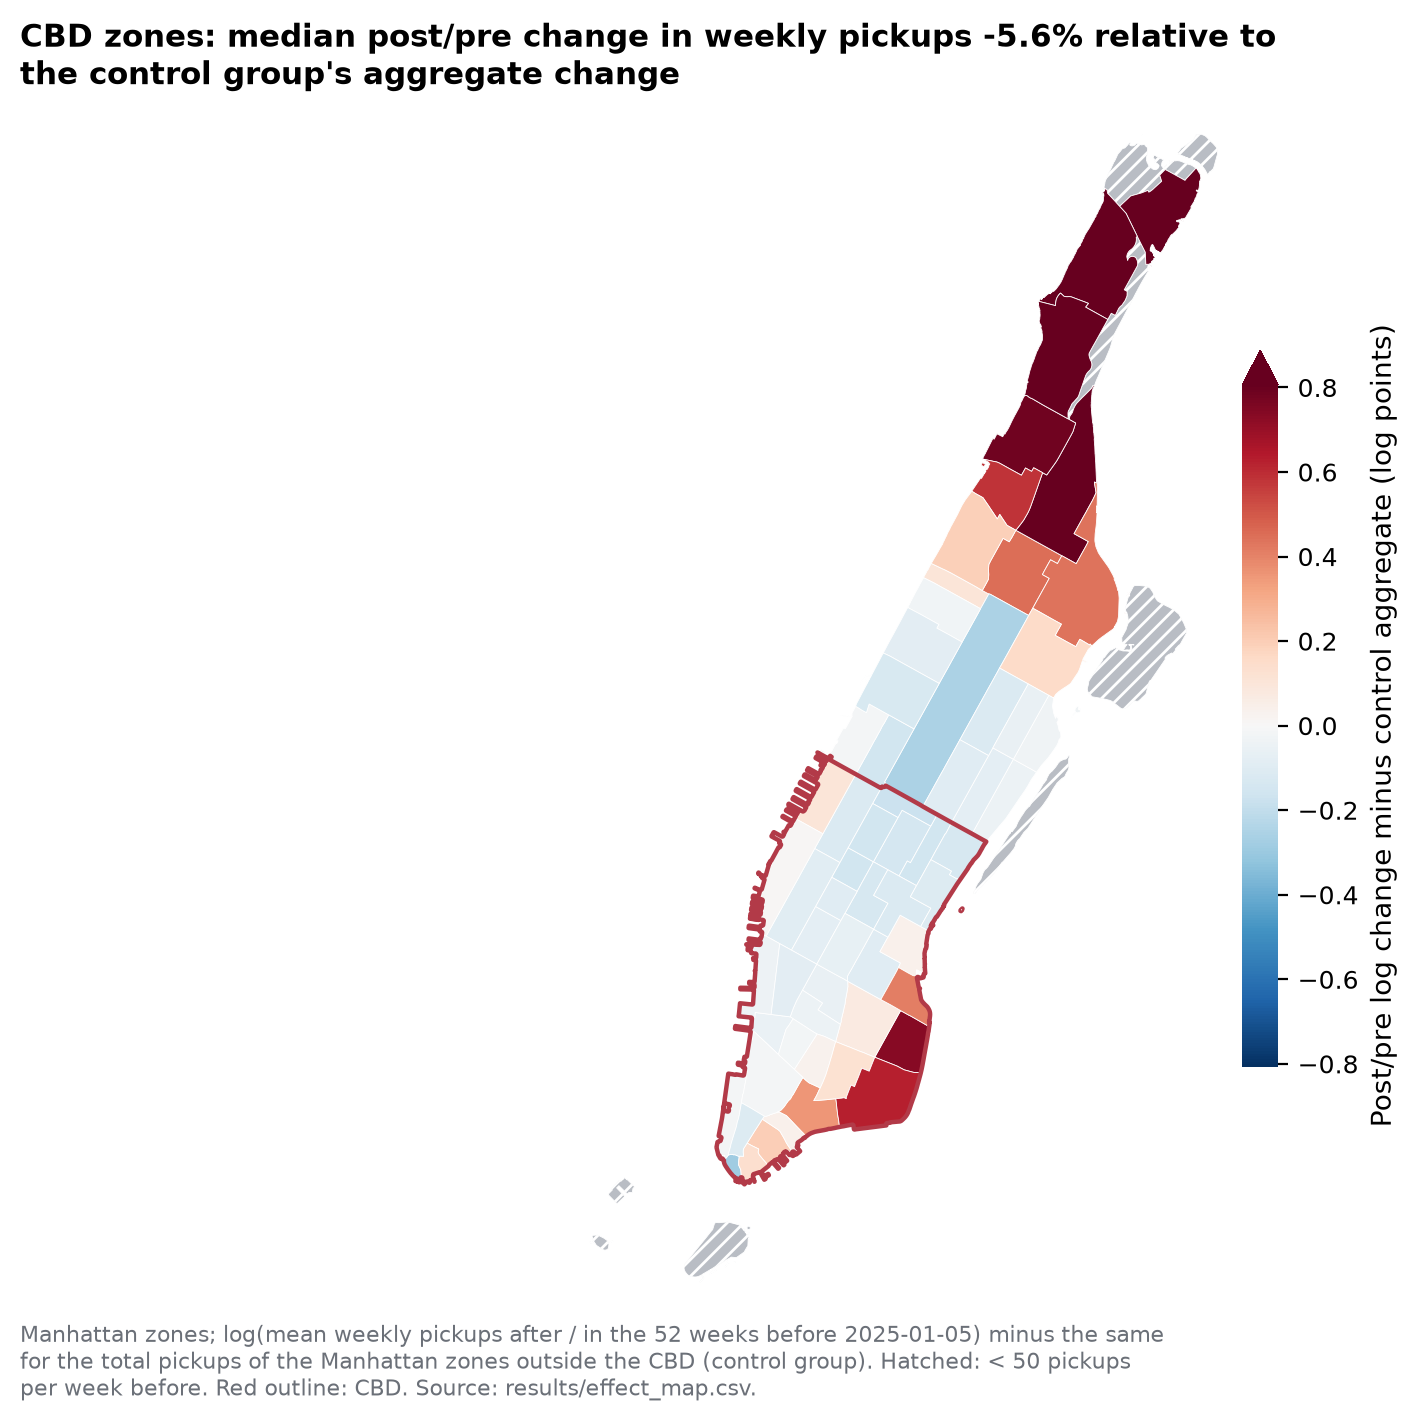 CBD zones: median post/pre change in weekly pickups -5.6% relative to
the control group's aggregate change
0.8
0.6
0.4
0.2
0.0
−0.2
−0.4
−0.6
−0.8
Post/pre log change minus control aggregate (log points)
Manhattan zones; log(mean weekly pickups after / in the 52 weeks before 2025-01-05) minus the same
for the total pickups of the Manhattan zones outside the CBD (control group). Hatched: < 50 pickups
per week before. Red outline: CBD. Source: results/effect_map.csv.